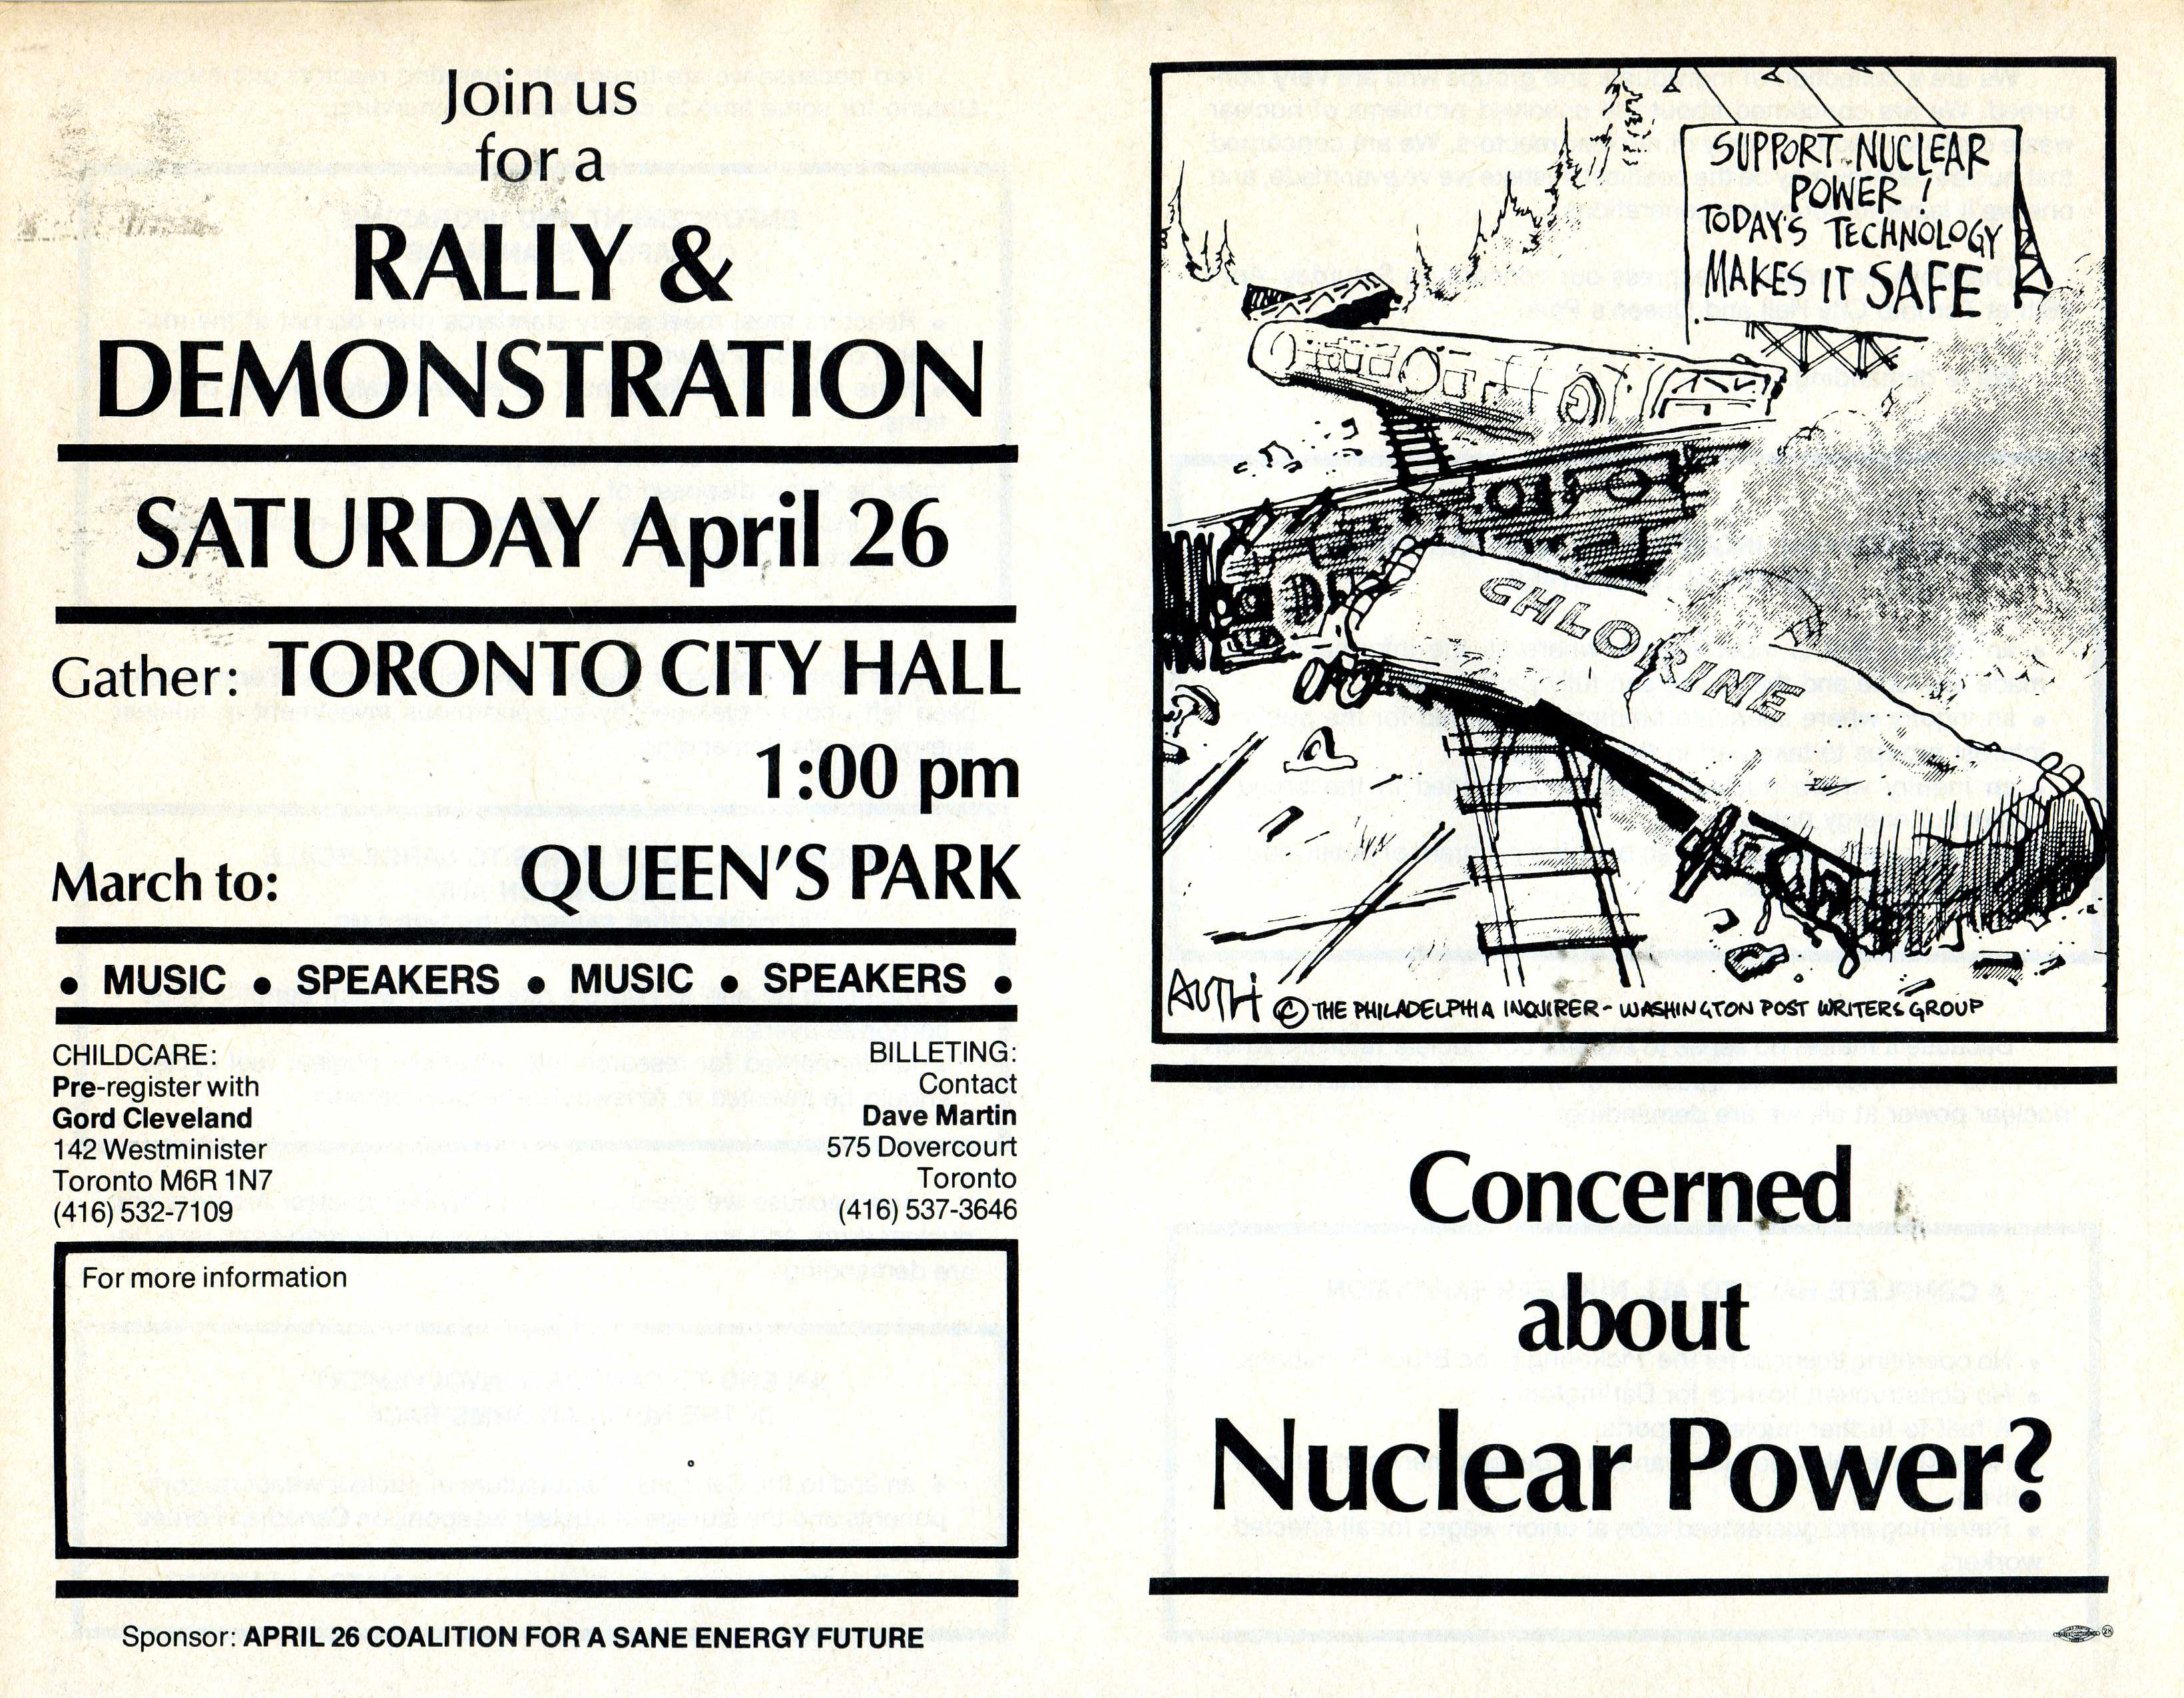 Join us
for a
RALLY &
DEMONSTRATION
SATURDAY April 26
Gather: TORONTO CITY HALL
1:00 pm
March to: QUEEN'S PARK
• MUSIC • SPEAKERS • MUSIC • SPEAKERS •
CHILDCARE:
Pre-register with
Gord Cleveland
142 Westminister
Toronto M6R 1N7
(416) 532-7109
BILLETING:
Contact
Dave Martin
575 Dovercourt
Toronto
(416) 537-3646
For more information
Sponsor: APRIL 26 COALITION FOR A SANE ENERGY FUTURE
SUPPORT NUCLEAR
POWER!
TODAY'S TECHNOLOGY
MAKES IT SAFE
CHLORINE
AUTH © THE PHILADELPHIA INQUIRER - WASHINGTON POST WRITERS GROUP
Concerned
about
Nuclear Power?